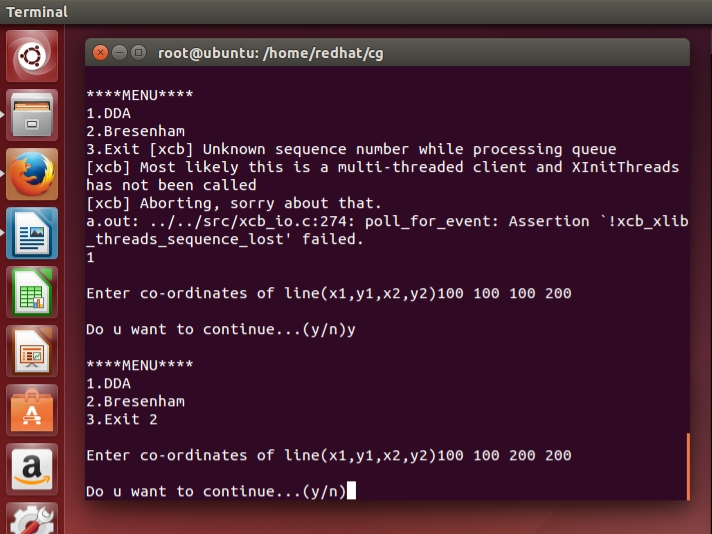 Terminal
root@ubuntu: /home/redhat/cg
****MENU****
1.DDA
2.Bresenham
3.Exit [xcb] Unknown sequence number while processing queue
[xcb] Most likely this is a multi-threaded client and XInitThreads
has not been called
[xcb] Aborting, sorry about that.
a.out: ../../src/xcb_io.c:274: poll_for_event: Assertion `!xcb_xlib
_threads_sequence_lost' failed.
1
Enter co-ordinates of line(x1,y1,x2,y2)100 100 100 200
Do u want to continue...(y/n)y
****MENU****
1.DDA
2.Bresenham
3.Exit 2
Enter co-ordinates of line(x1,y1,x2,y2)100 100 200 200
Do u want to continue...(y/n)